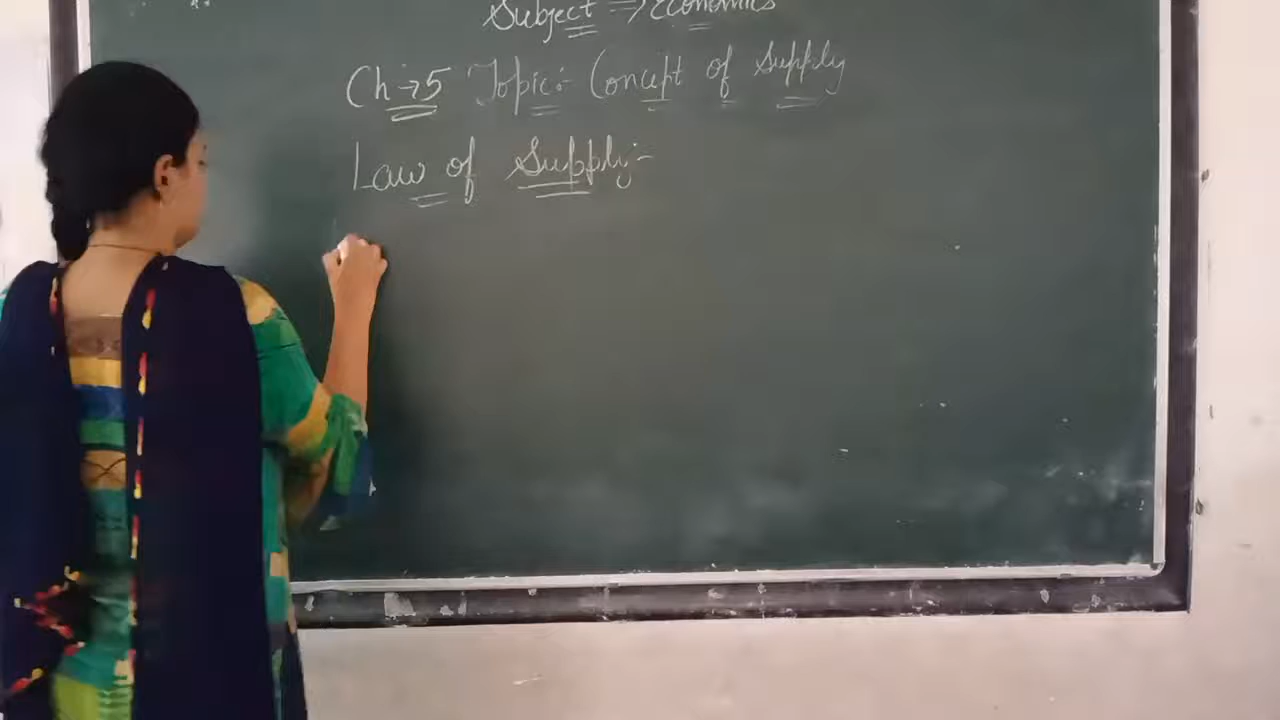 Subject ⇒ Economics
Ch → 5 Topic:- Concept of Supply
Law of Supply:-